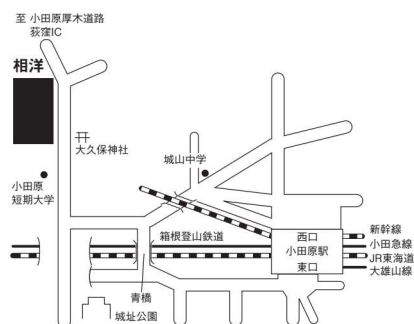 至 小田原厚木道路
荻窪IC
相洋
大久保神社
城山中学
小田原
短期大学
箱根登山鉄道
西口
小田原駅
東口
新幹線
小田急線
JR東海道
大雄山線
青橋
城址公園